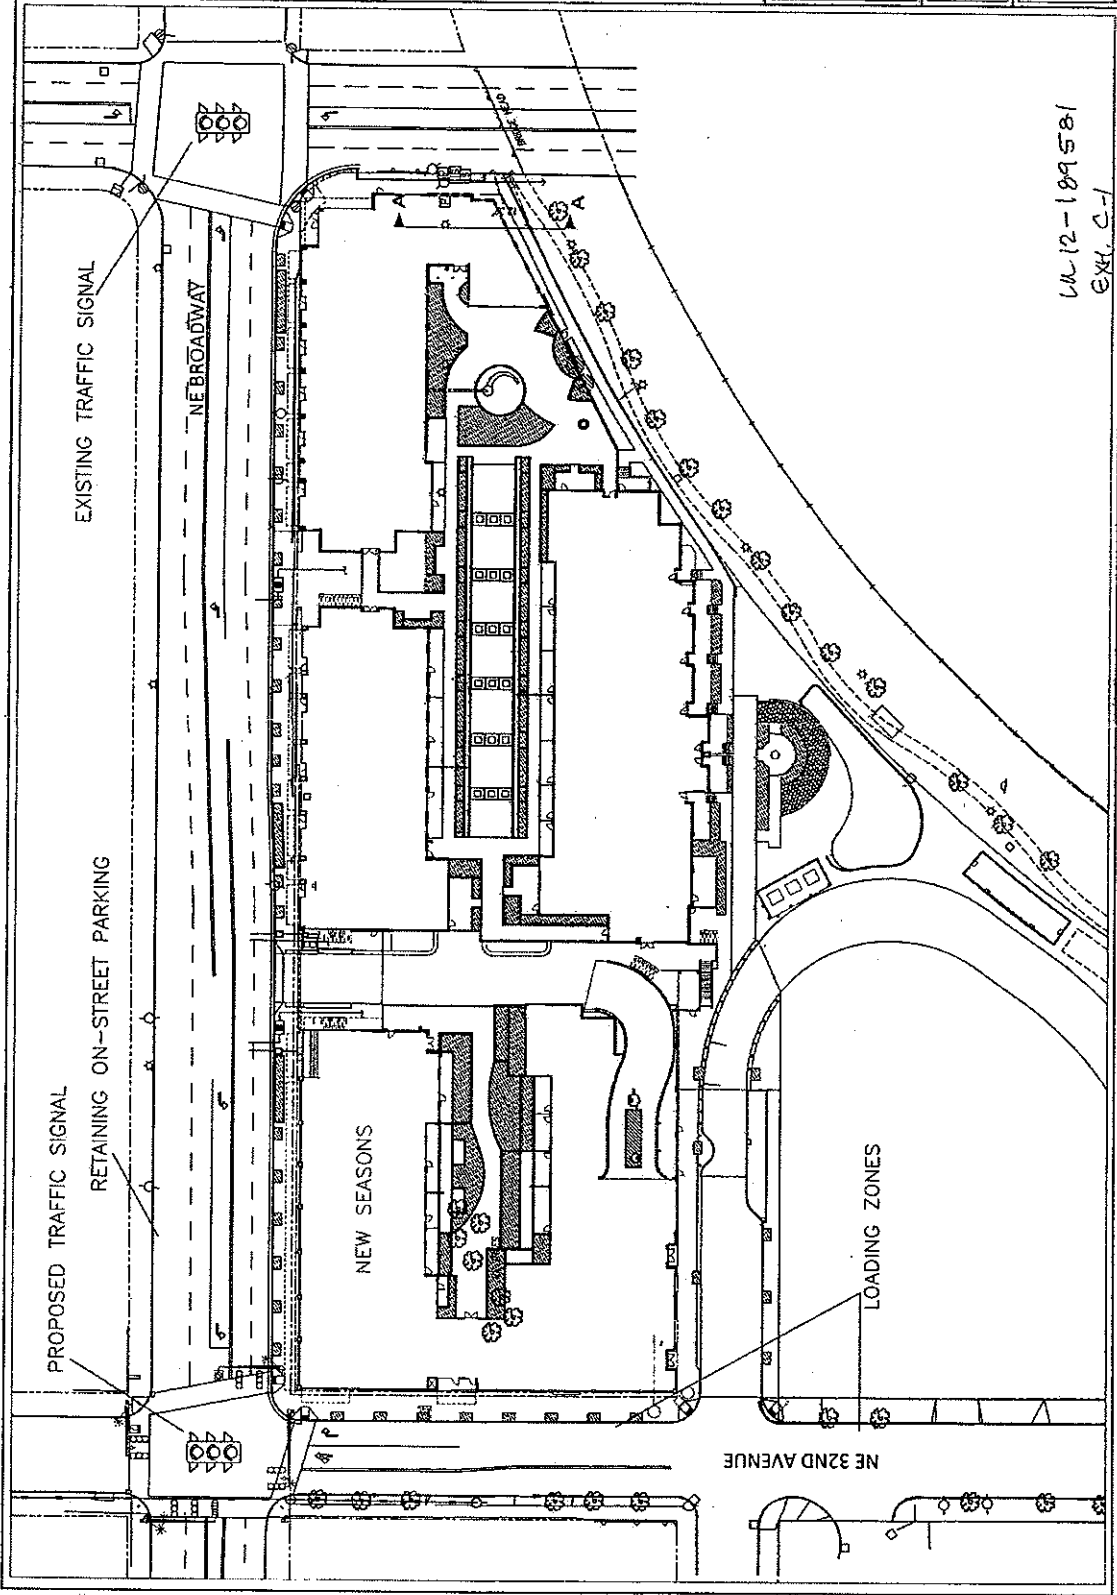 EXISTING TRAFFIC SIGNAL
NE BROADWAY
RETAINING ON-STREET PARKING
PROPOSED TRAFFIC SIGNAL
NEW SEASONS
LOADING ZONES
NE 32ND AVENUE
A
A
LU 12-189581
EXH. C-1